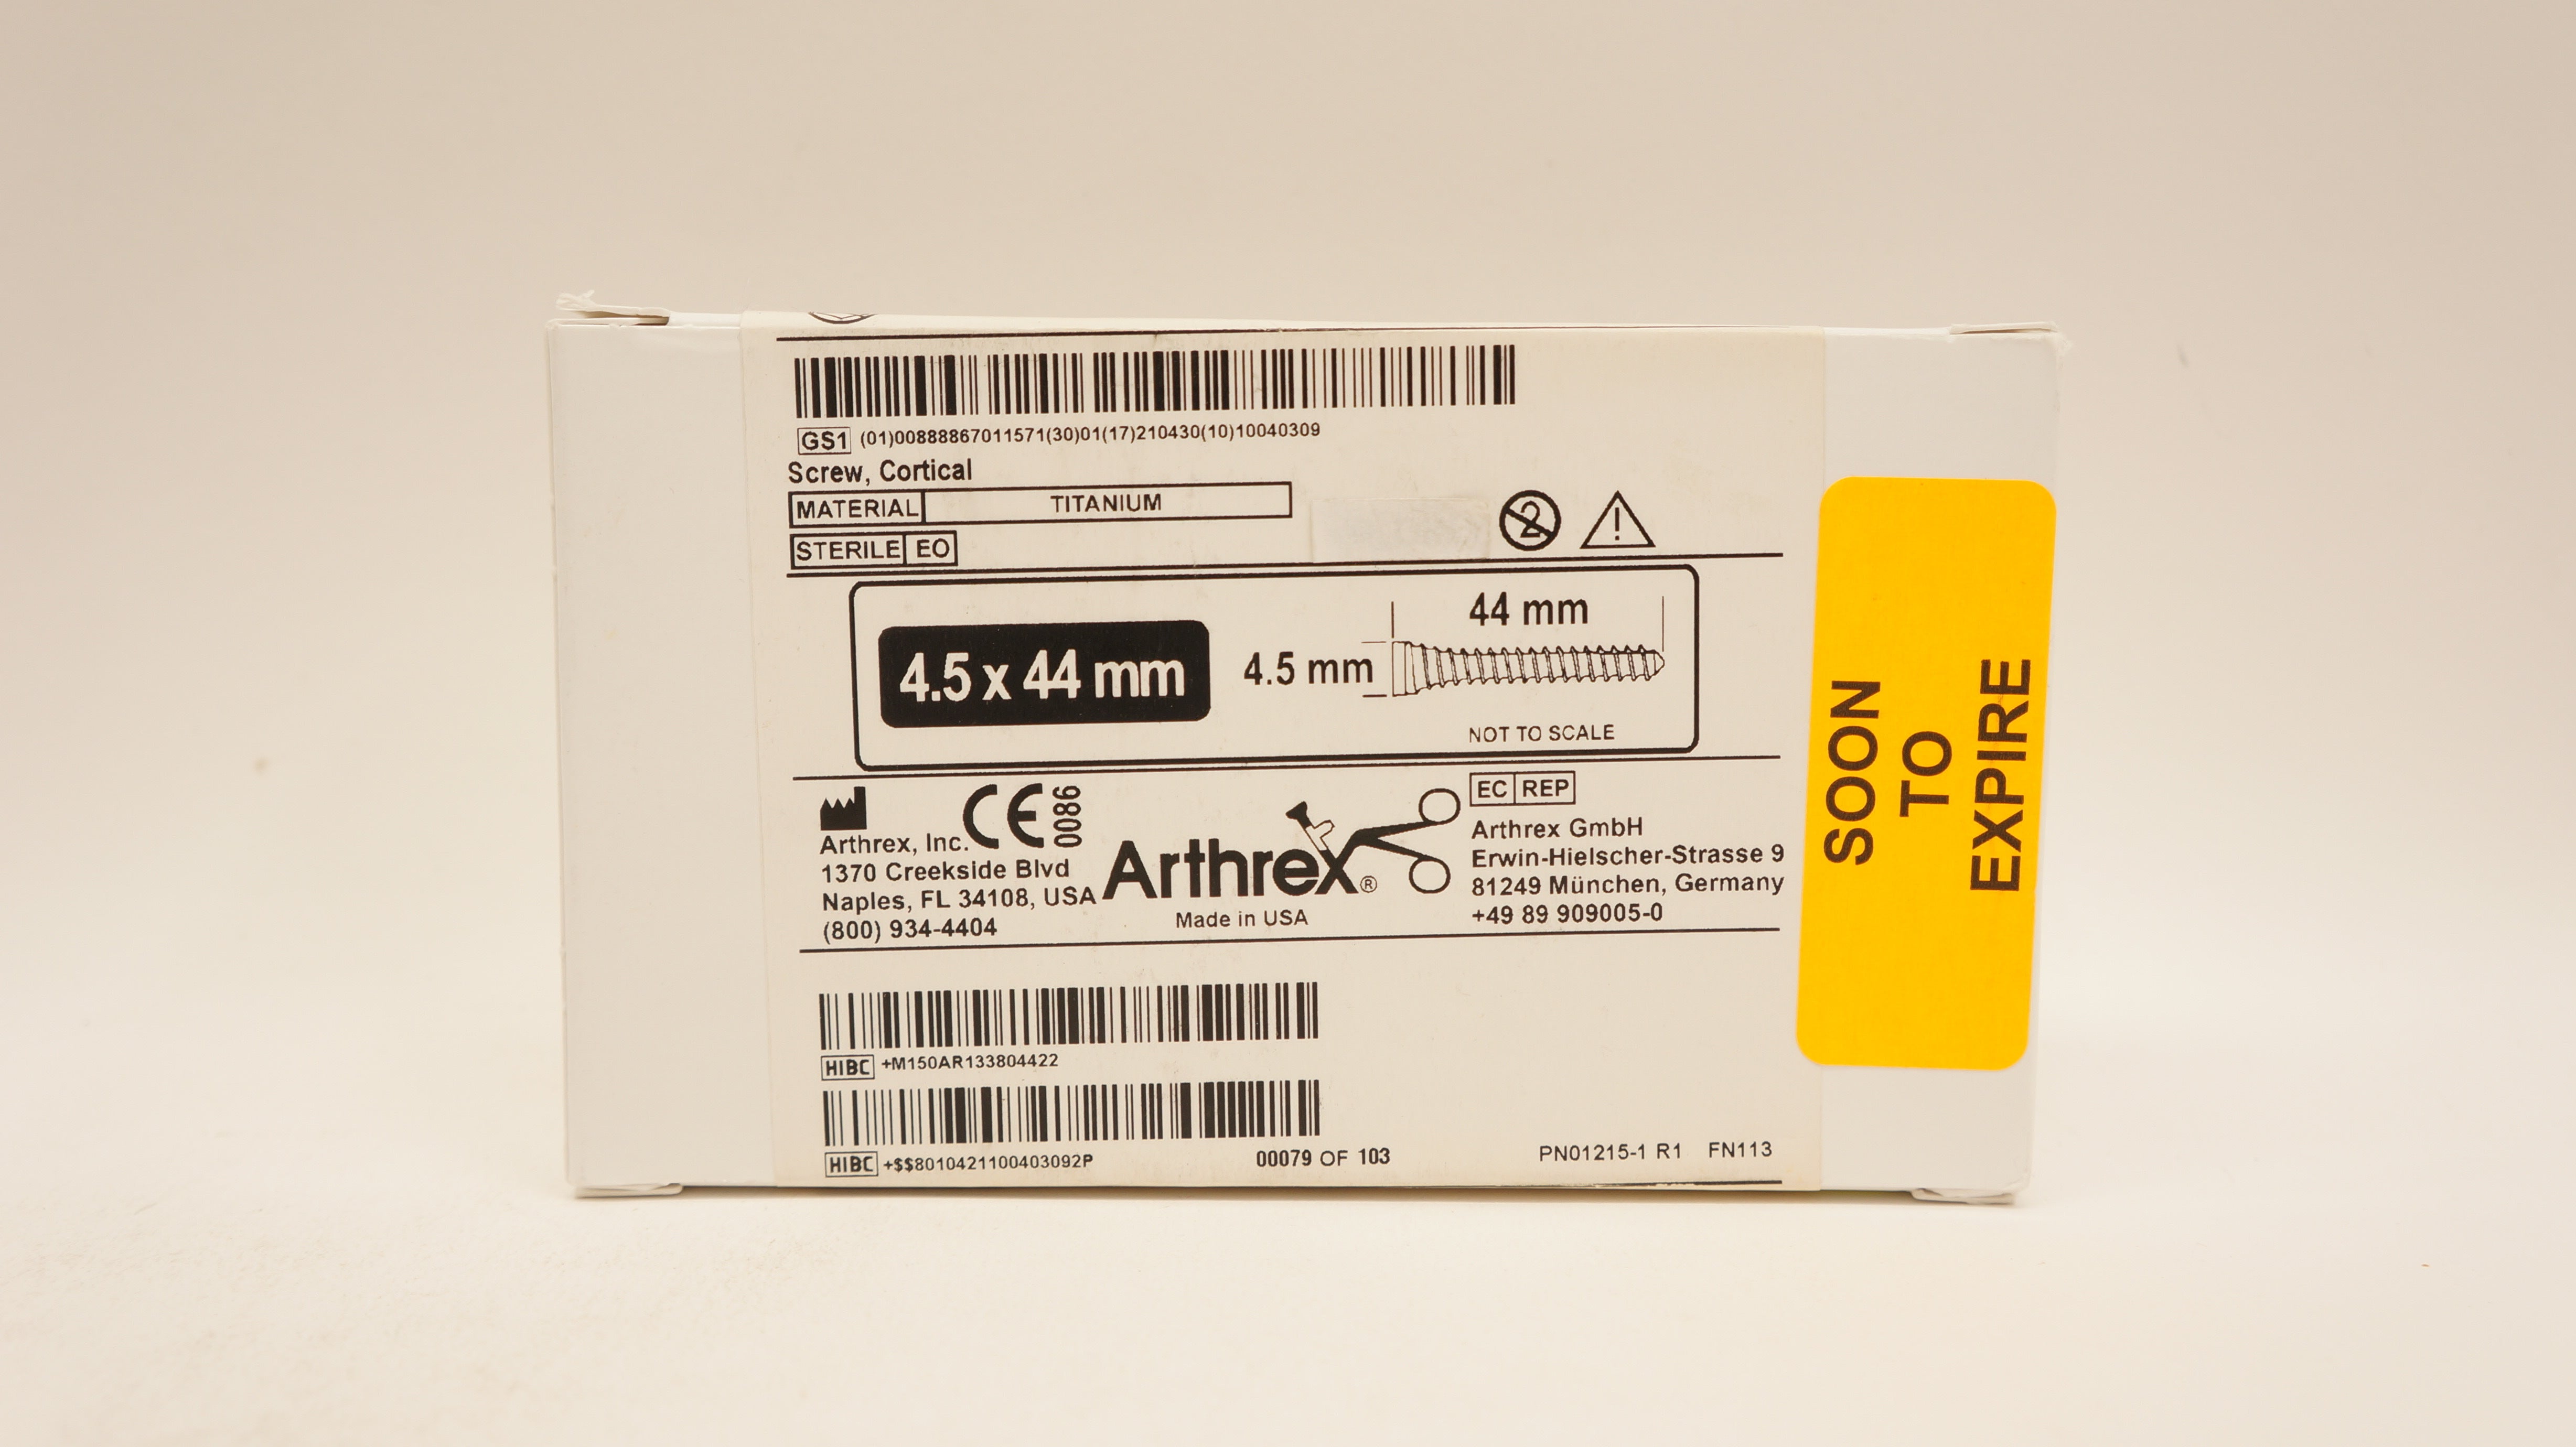 GS1 (01)00888867011571(30)01(17)210430(10)10040309
Screw, Cortical
MATERIAL TITANIUM
STERILE EO
2
!
4.5 x 44 mm
44 mm
4.5 mm
NOT TO SCALE
CE 0086
Arthrex, Inc.
1370 Creekside Blvd
Naples, FL 34108, USA
(800) 934-4404
Arthrex®
Made in USA
EC REP
Arthrex GmbH
Erwin-Hielscher-Strasse 9
81249 München, Germany
+49 89 909005-0
HIBC +M150AR133804422
HIBC +$$8010421100403092P
00079 OF 103
PN01215-1 R1 FN113
SOON
TO
EXPIRE